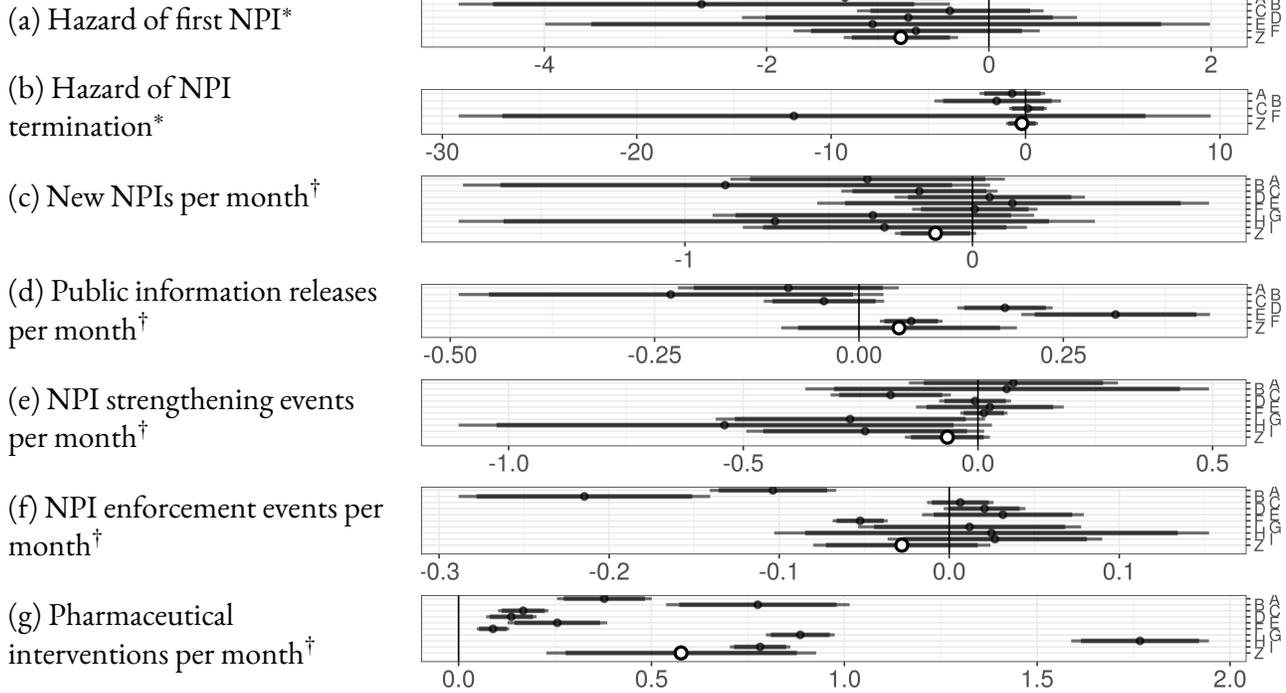 (a) Hazard of first NPI*
-4 -2 0 2
(b) Hazard of NPI
termination*
A
B
C
F
Z
-30 -20 -10 0 10
(c) New NPIs per month†
-1 0
(d) Public information releases
per month†
A
B
C
D
E
F
Z
-0.50 -0.25 0.00 0.25
(e) NPI strengthening events
per month†
-1.0 -0.5 0.0 0.5
(f) NPI enforcement events per
month†
-0.3 -0.2 -0.1 0.0 0.1
(g) Pharmaceutical
interventions per month†
0.0 0.5 1.0 1.5 2.0